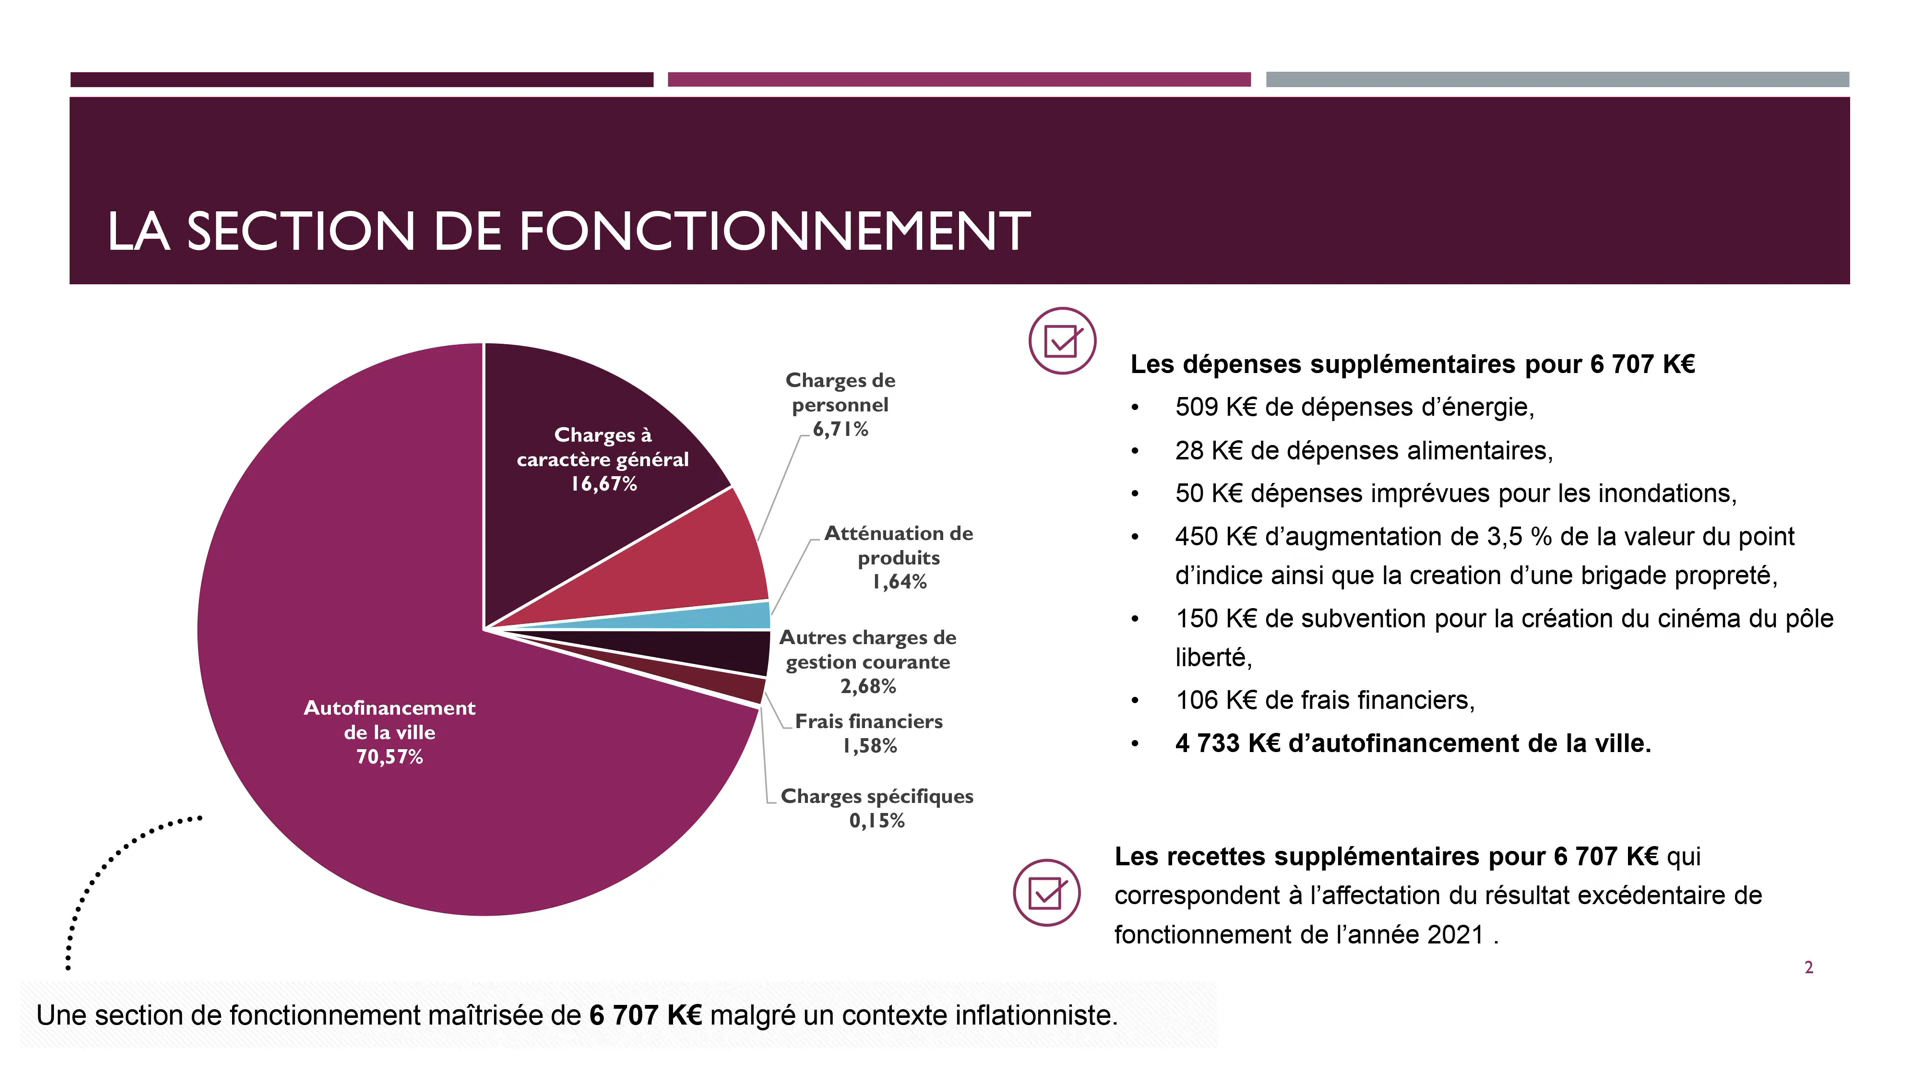 LA SECTION DE FONCTIONNEMENT
Charges à
caractère général
16,67%
Charges de
personnel
6,71%
Atténuation de
produits
1,64%
Autres charges de
gestion courante
2,68%
Frais financiers
1,58%
Charges spécifiques
0,15%
Autofinancement
de la ville
70,57%
Les dépenses supplémentaires pour 6 707 K€
• 509 K€ de dépenses d’énergie,
• 28 K€ de dépenses alimentaires,
• 50 K€ dépenses imprévues pour les inondations,
• 450 K€ d’augmentation de 3,5 % de la valeur du point
d’indice ainsi que la creation d’une brigade propreté,
• 150 K€ de subvention pour la création du cinéma du pôle
liberté,
• 106 K€ de frais financiers,
• 4 733 K€ d’autofinancement de la ville.
Les recettes supplémentaires pour 6 707 K€ qui
correspondent à l’affectation du résultat excédentaire de
fonctionnement de l’année 2021 .
2
Une section de fonctionnement maîtrisée de 6 707 K€ malgré un contexte inflationniste.